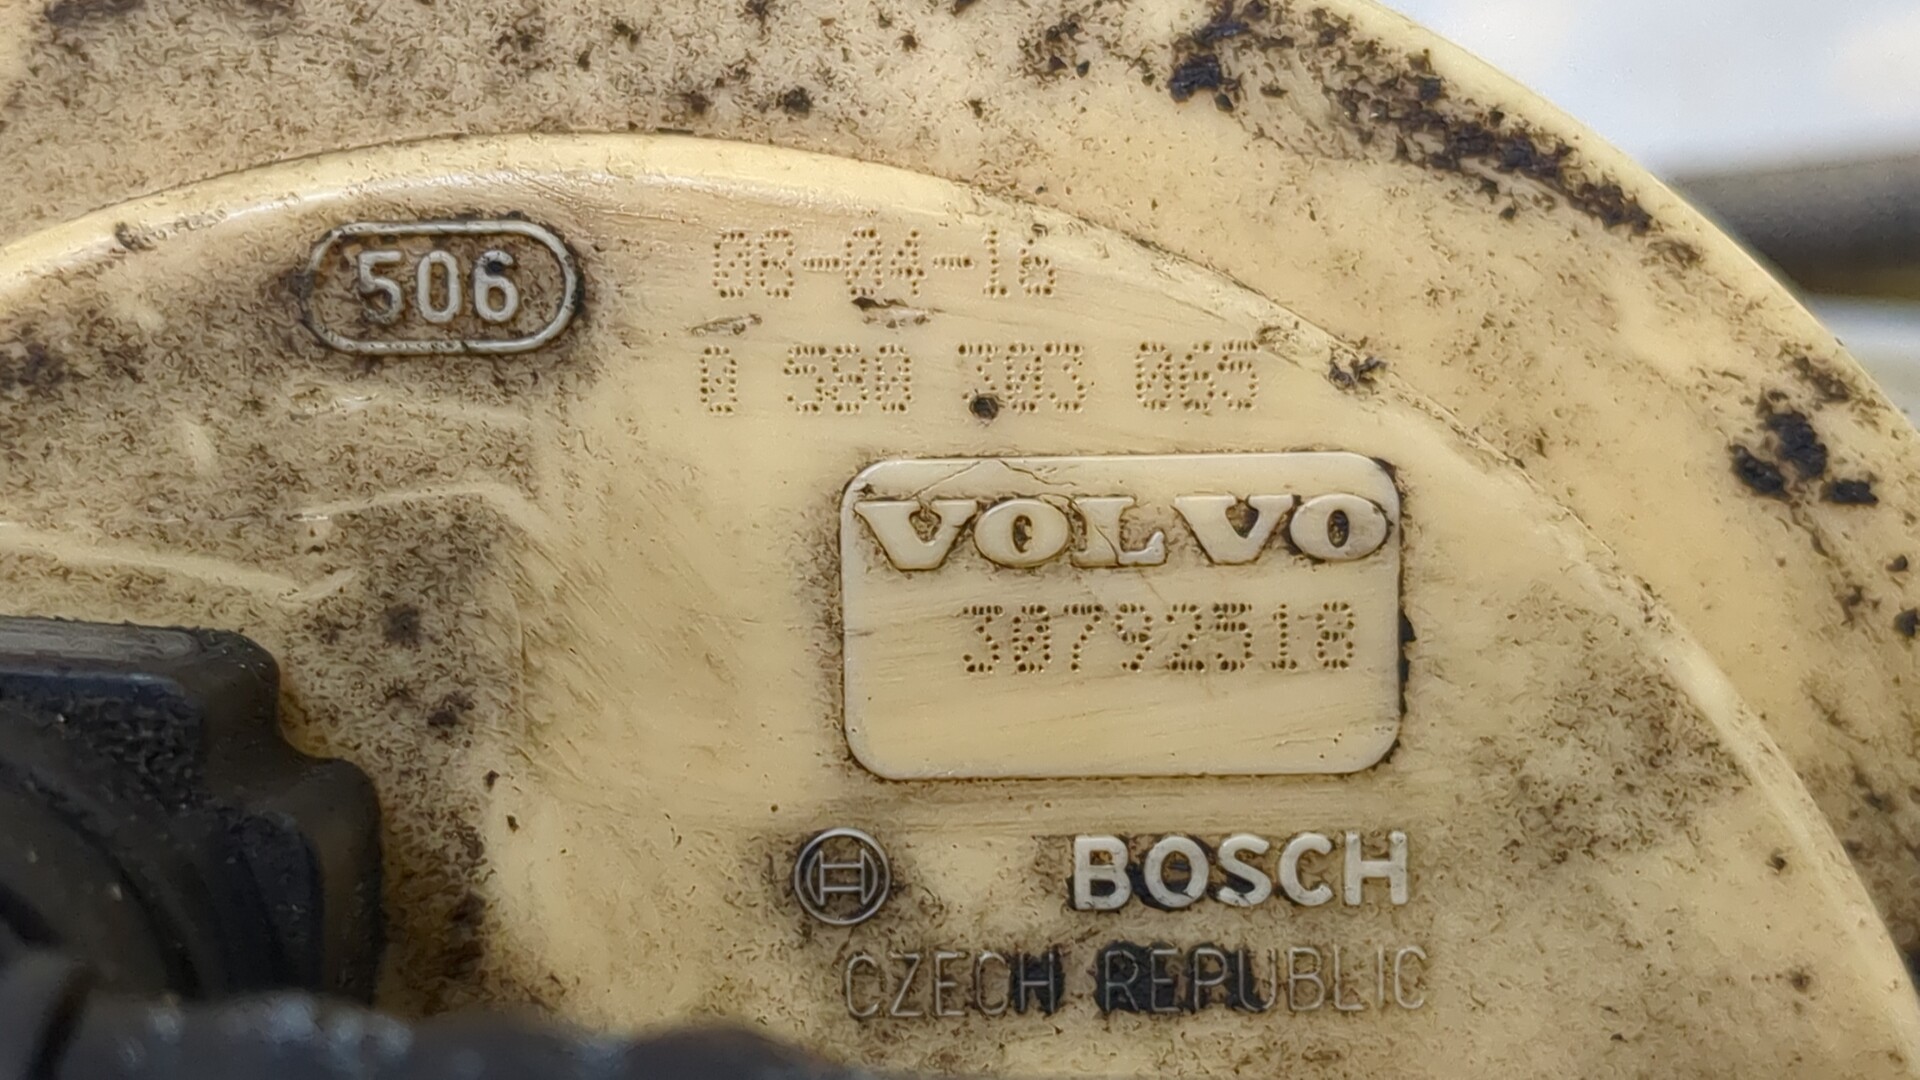 506
08-04-16
0 580 303 065
VOLVO
30792518
BOSCH
CZECH REPUBLIC